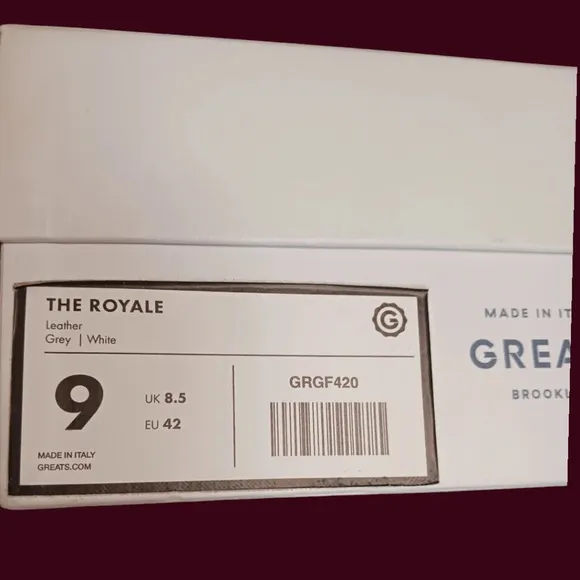 THE ROYALE
Leather
Grey | White
G
9
UK 8.5
EU 42
MADE IN ITALY
GREATS.COM
GRGF420
MADE IN IT
GREA
BROOKL